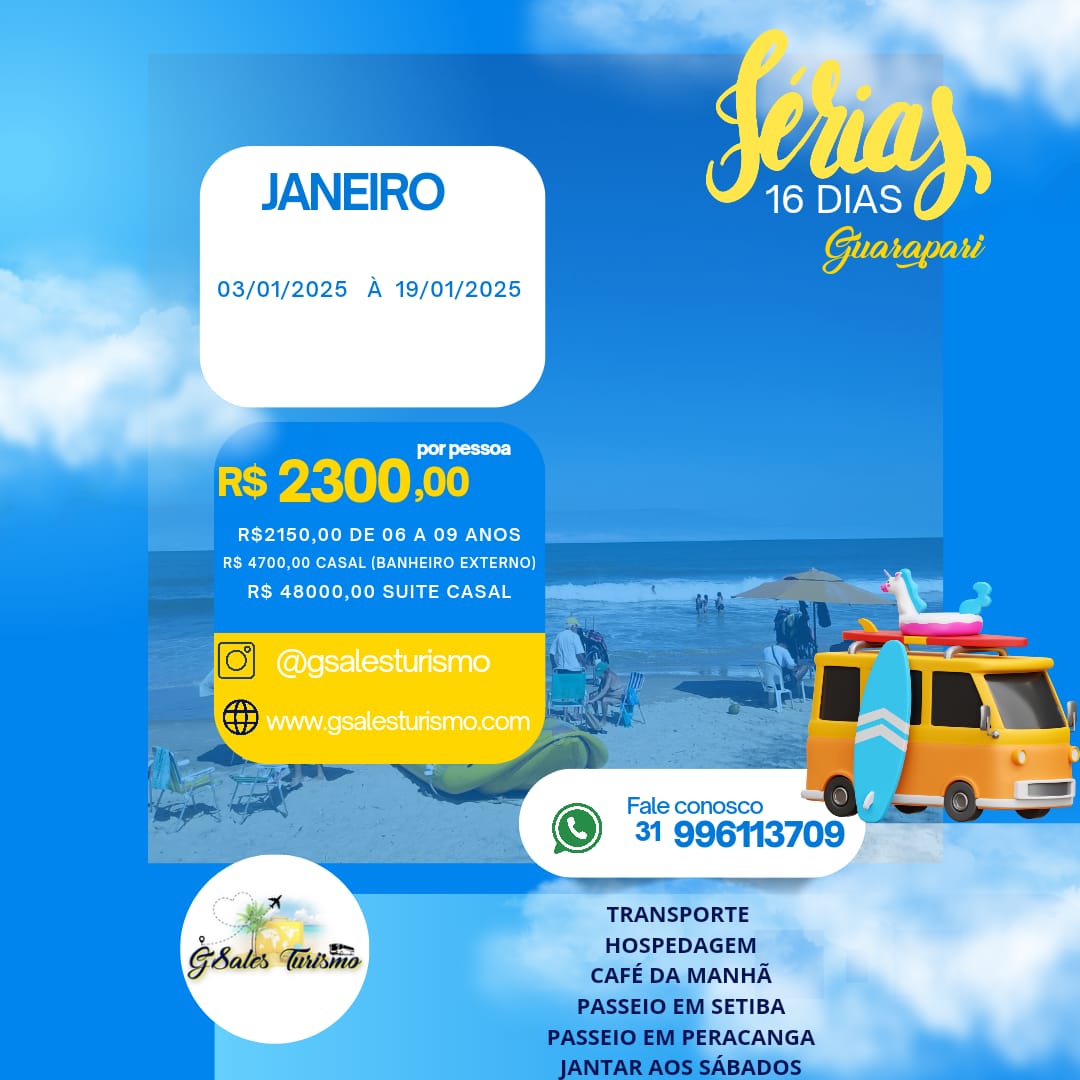 Férias
16 DIAS
Guarapari
JANEIRO
03/01/2025 À 19/01/2025
por pessoa
R$ 2300,00
R$2150,00 DE 06 A 09 ANOS
R$ 4700,00 CASAL (BANHEIRO EXTERNO)
R$ 48000,00 SUITE CASAL
@gsalesturismo
www.gsalesturismo.com
Fale conosco
31 996113709
GSales Turismo
TRANSPORTE
HOSPEDAGEM
CAFÉ DA MANHÃ
PASSEIO EM SETIBA
PASSEIO EM PERACANGA
JANTAR AOS SÁBADOS